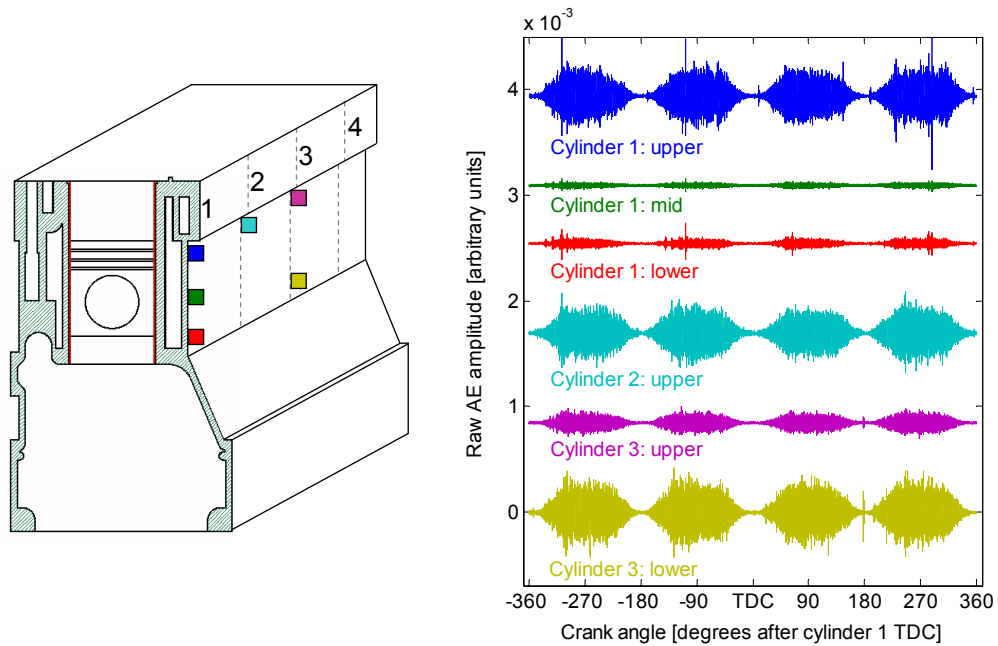 1
2
3
4
x 10^-3
4
3
2
1
0
Raw AE amplitude [arbitrary units]
Cylinder 1: upper
Cylinder 1: mid
Cylinder 1: lower
Cylinder 2: upper
Cylinder 3: upper
Cylinder 3: lower
-360 -270 -180 -90 TDC 90 180 270 360
Crank angle [degrees after cylinder 1 TDC]